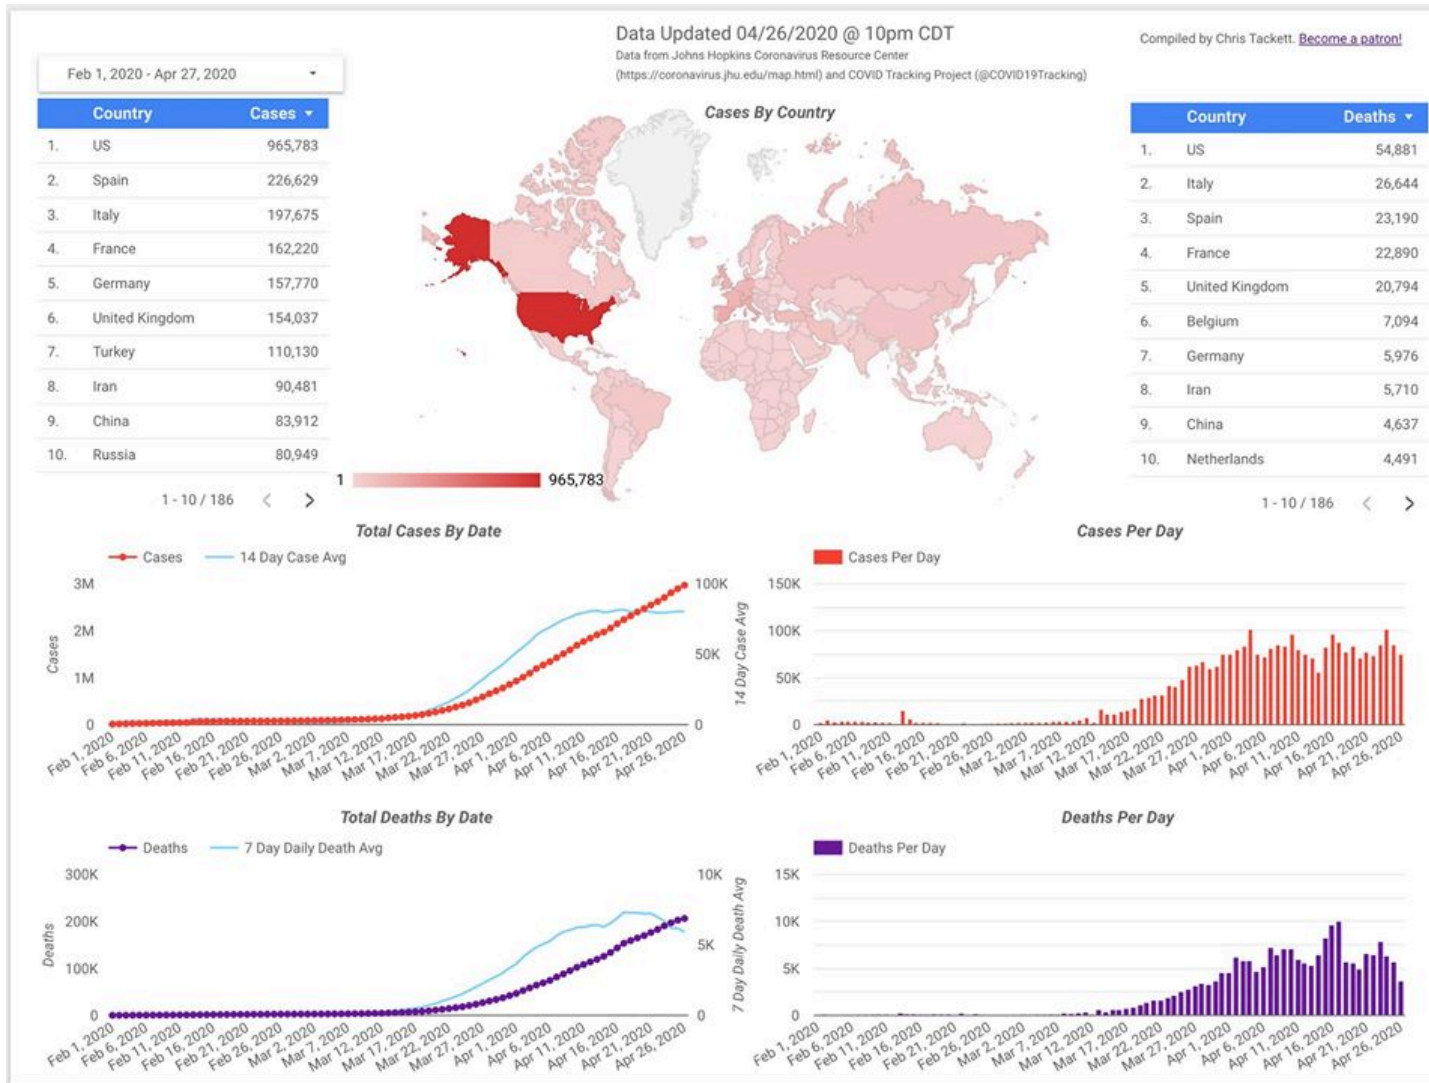 Data Updated 04/26/2020 @ 10pm CDT
Data from Johns Hopkins Coronavirus Resource Center
(https://coronavirus.jhu.edu/map.html) and COVID Tracking Project (@COVID19Tracking)
Compiled by Chris Tackett. Become a patron!
Feb 1, 2020 - Apr 27, 2020
Country Cases
1. US 965,783
2. Spain 226,629
3. Italy 197,675
4. France 162,220
5. Germany 157,770
6. United Kingdom 154,037
7. Turkey 110,130
8. Iran 90,481
9. China 83,912
10. Russia 80,949
1 - 10 / 186
Cases By Country
1 965,783
Country Deaths
1. US 54,881
2. Italy 26,644
3. Spain 23,190
4. France 22,890
5. United Kingdom 20,794
6. Belgium 7,094
7. Germany 5,976
8. Iran 5,710
9. China 4,637
10. Netherlands 4,491
1 - 10 / 186
Total Cases By Date
Cases 14 Day Case Avg
3M
2M
1M
0
Cases
100K
50K
0
14 Day Case Avg
Feb 1, 2020 Feb 6, 2020 Feb 11, 2020 Feb 16, 2020 Feb 21, 2020 Feb 26, 2020 Mar 2, 2020 Mar 7, 2020 Mar 12, 2020 Mar 17, 2020 Mar 22, 2020 Mar 27, 2020 Apr 1, 2020 Apr 6, 2020 Apr 11, 2020 Apr 16, 2020 Apr 21, 2020 Apr 26, 2020
Cases Per Day
Cases Per Day
150K
100K
50K
0
Feb 1, 2020 Feb 6, 2020 Feb 11, 2020 Feb 16, 2020 Feb 21, 2020 Feb 26, 2020 Mar 2, 2020 Mar 7, 2020 Mar 12, 2020 Mar 17, 2020 Mar 22, 2020 Mar 27, 2020 Apr 1, 2020 Apr 6, 2020 Apr 11, 2020 Apr 16, 2020 Apr 21, 2020 Apr 26, 2020
Total Deaths By Date
Deaths 7 Day Daily Death Avg
300K
200K
100K
0
Deaths
10K
5K
0
7 Day Daily Death Avg
Feb 1, 2020 Feb 6, 2020 Feb 11, 2020 Feb 16, 2020 Feb 21, 2020 Feb 26, 2020 Mar 2, 2020 Mar 7, 2020 Mar 12, 2020 Mar 17, 2020 Mar 22, 2020 Mar 27, 2020 Apr 1, 2020 Apr 6, 2020 Apr 11, 2020 Apr 16, 2020 Apr 21, 2020 Apr 26, 2020
Deaths Per Day
Deaths Per Day
15K
10K
5K
0
Feb 1, 2020 Feb 6, 2020 Feb 11, 2020 Feb 16, 2020 Feb 21, 2020 Feb 26, 2020 Mar 2, 2020 Mar 7, 2020 Mar 12, 2020 Mar 17, 2020 Mar 22, 2020 Mar 27, 2020 Apr 1, 2020 Apr 6, 2020 Apr 11, 2020 Apr 16, 2020 Apr 21, 2020 Apr 26, 2020